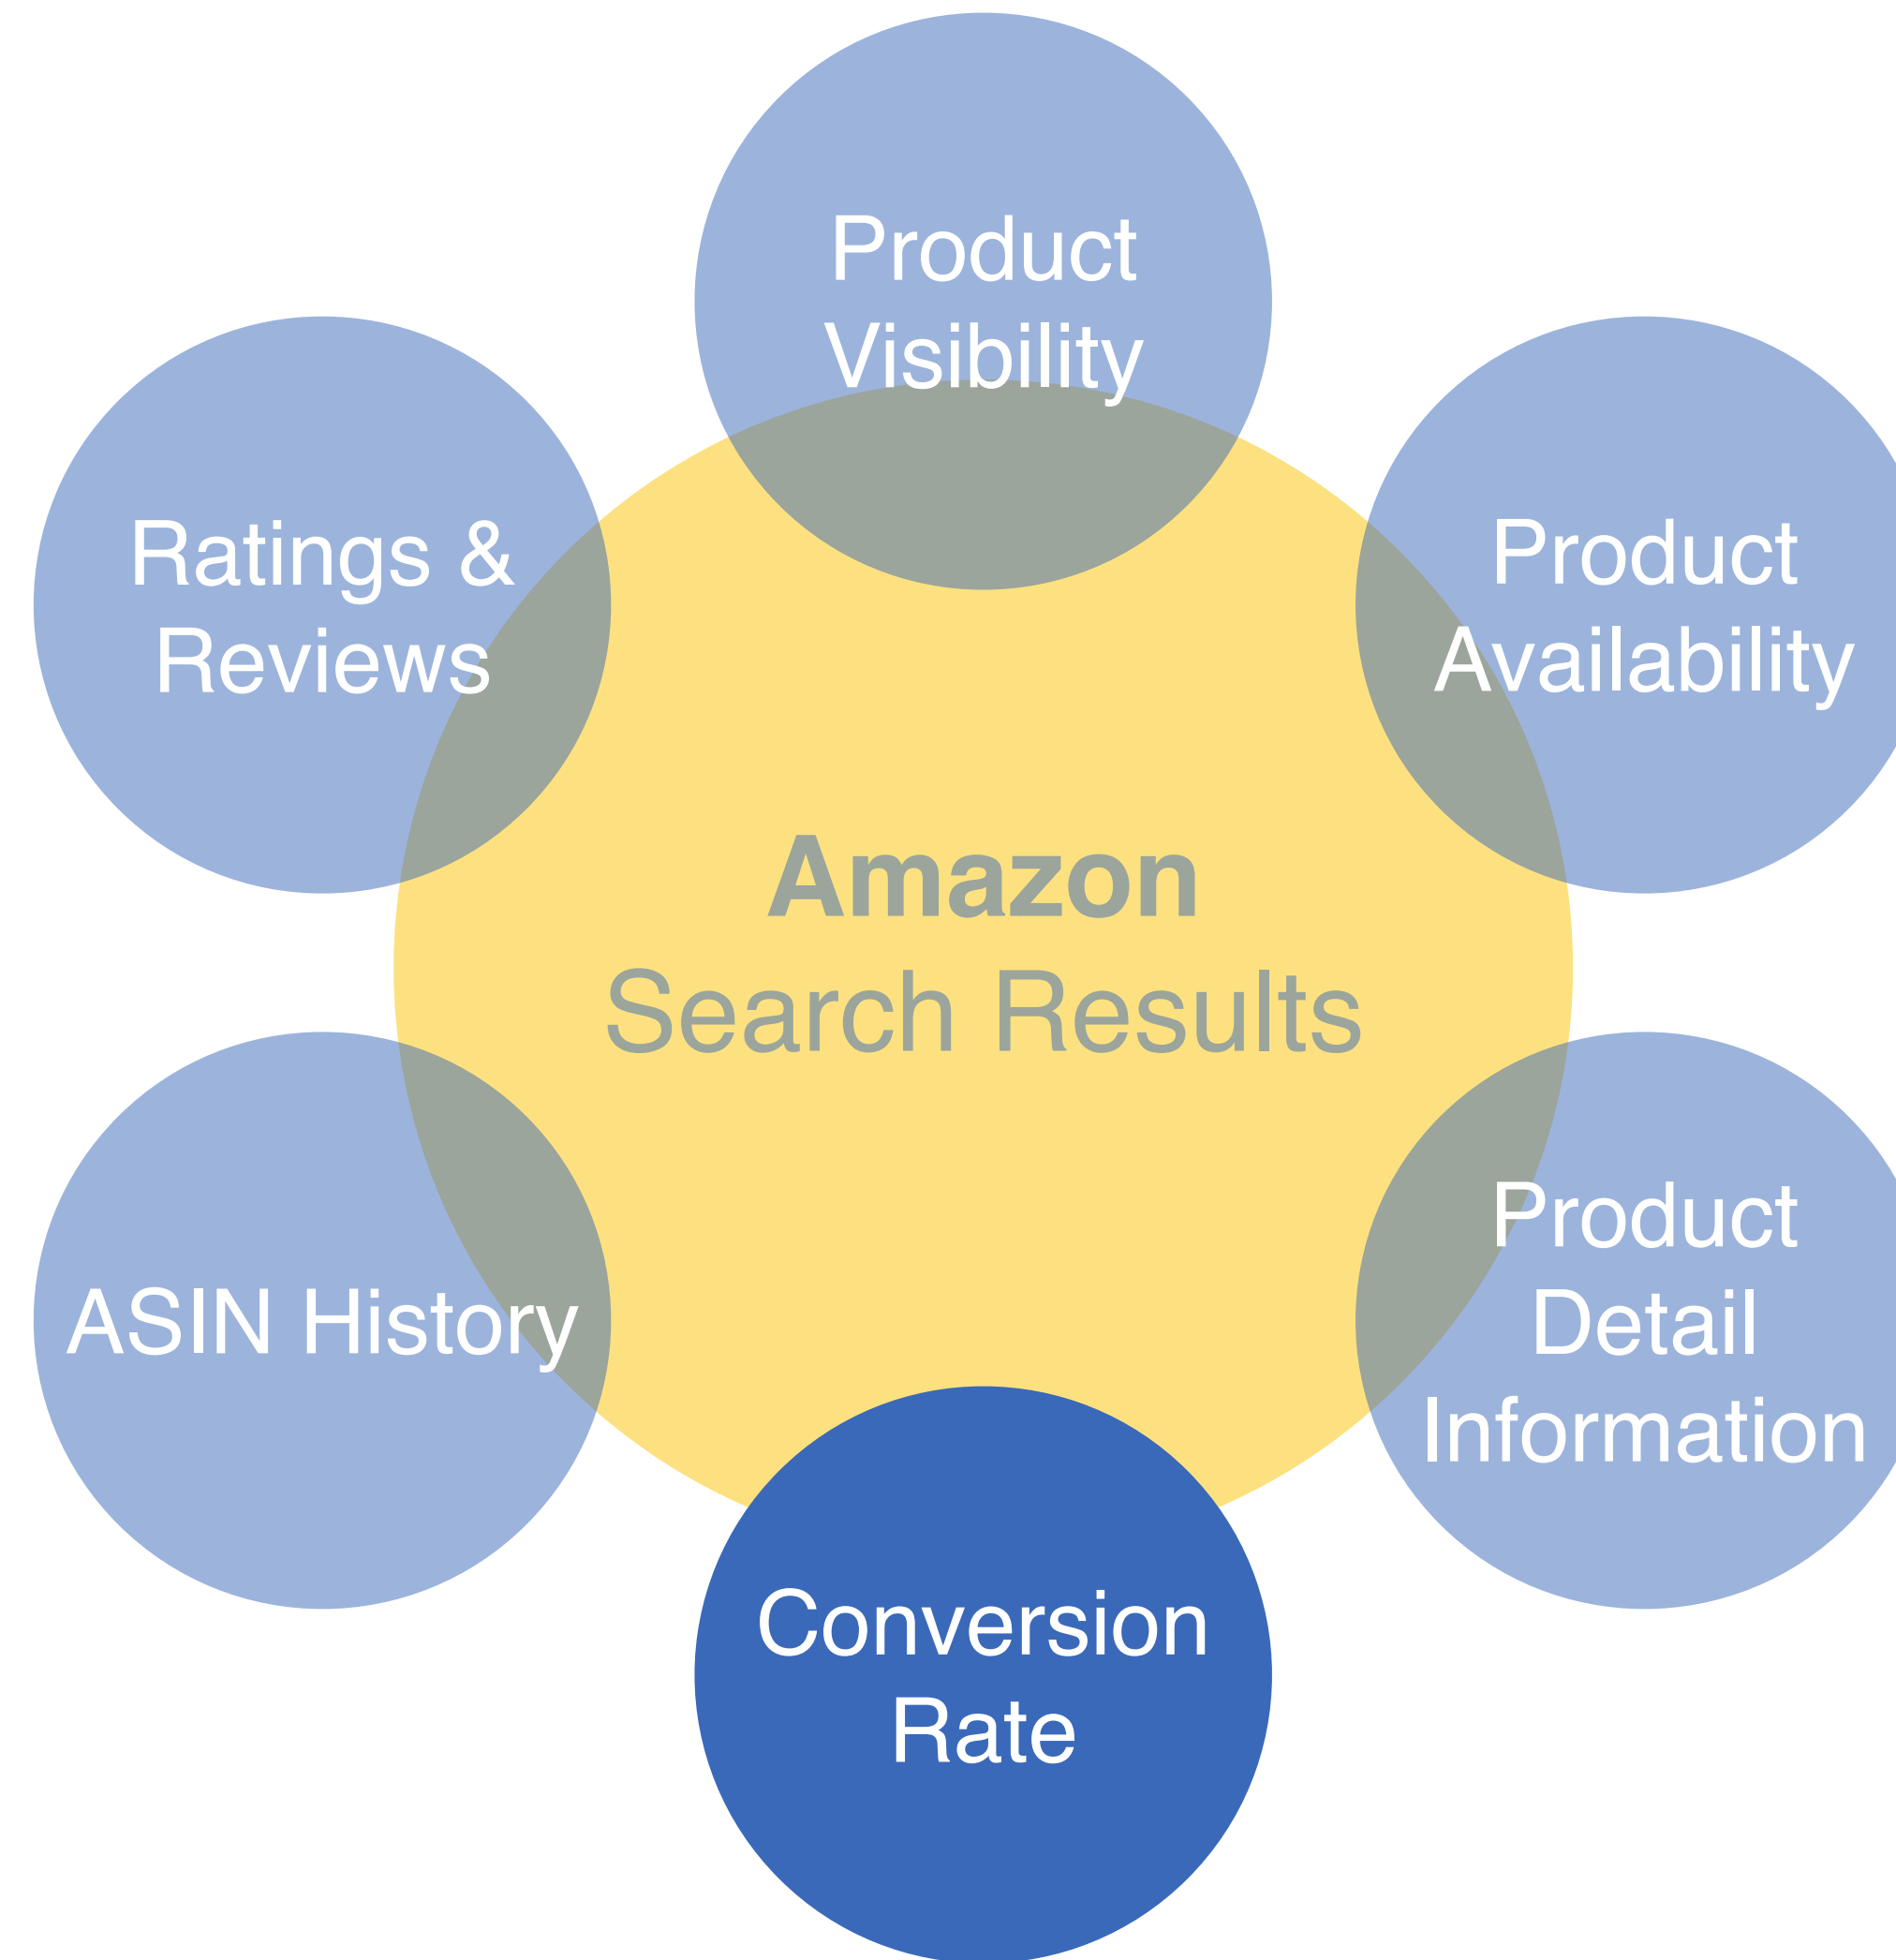 Product
Visibility
Ratings &
Reviews
Product
Availability
Amazon
Search Results
ASIN History
Product
Detail
Information
Conversion
Rate